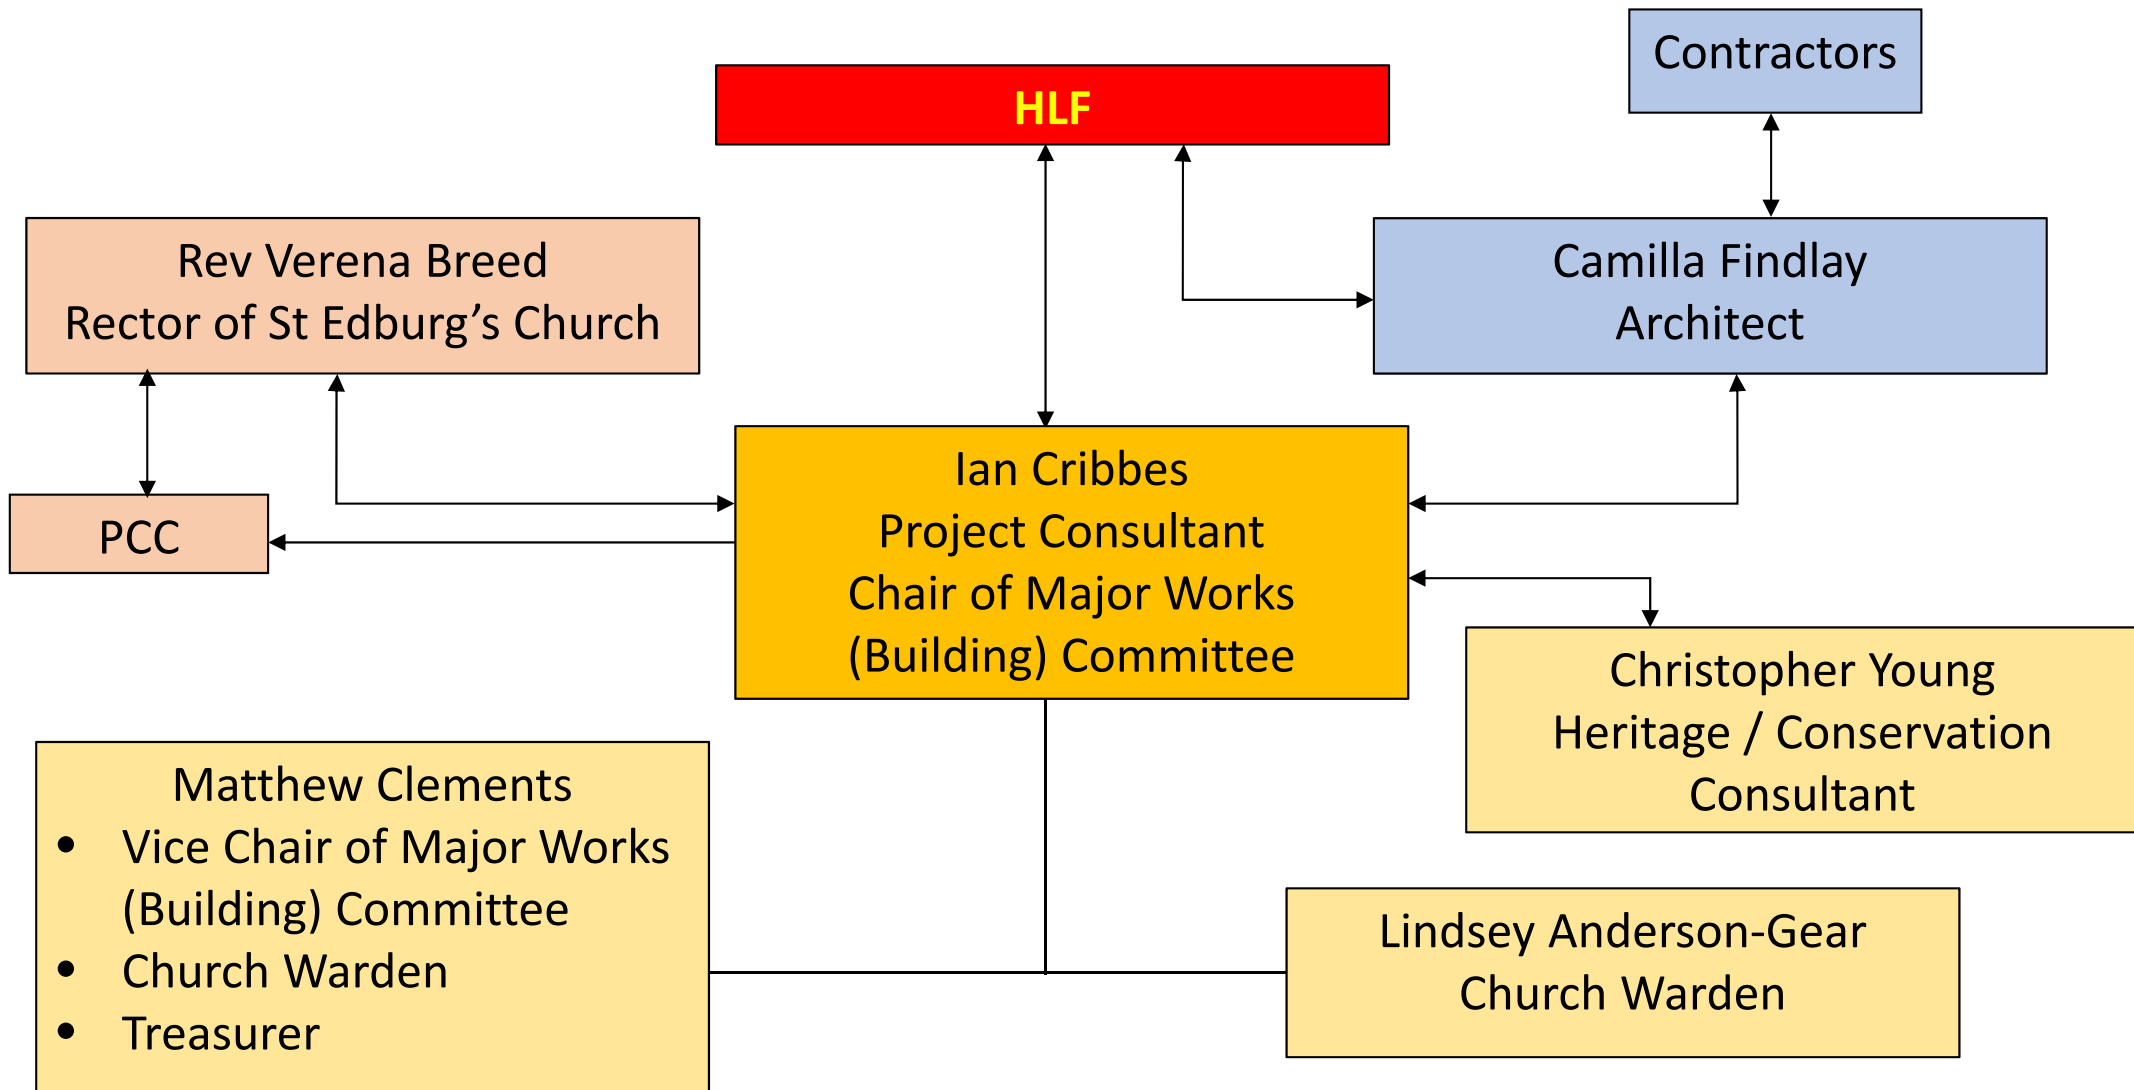 Contractors
HLF
Rev Verena Breed
Rector of St Edburg’s Church
Camilla Findlay
Architect
PCC
Ian Cribbes
Project Consultant
Chair of Major Works
(Building) Committee
Christopher Young
Heritage / Conservation
Consultant
Matthew Clements
• Vice Chair of Major Works
(Building) Committee
• Church Warden
• Treasurer
Lindsey Anderson-Gear
Church Warden